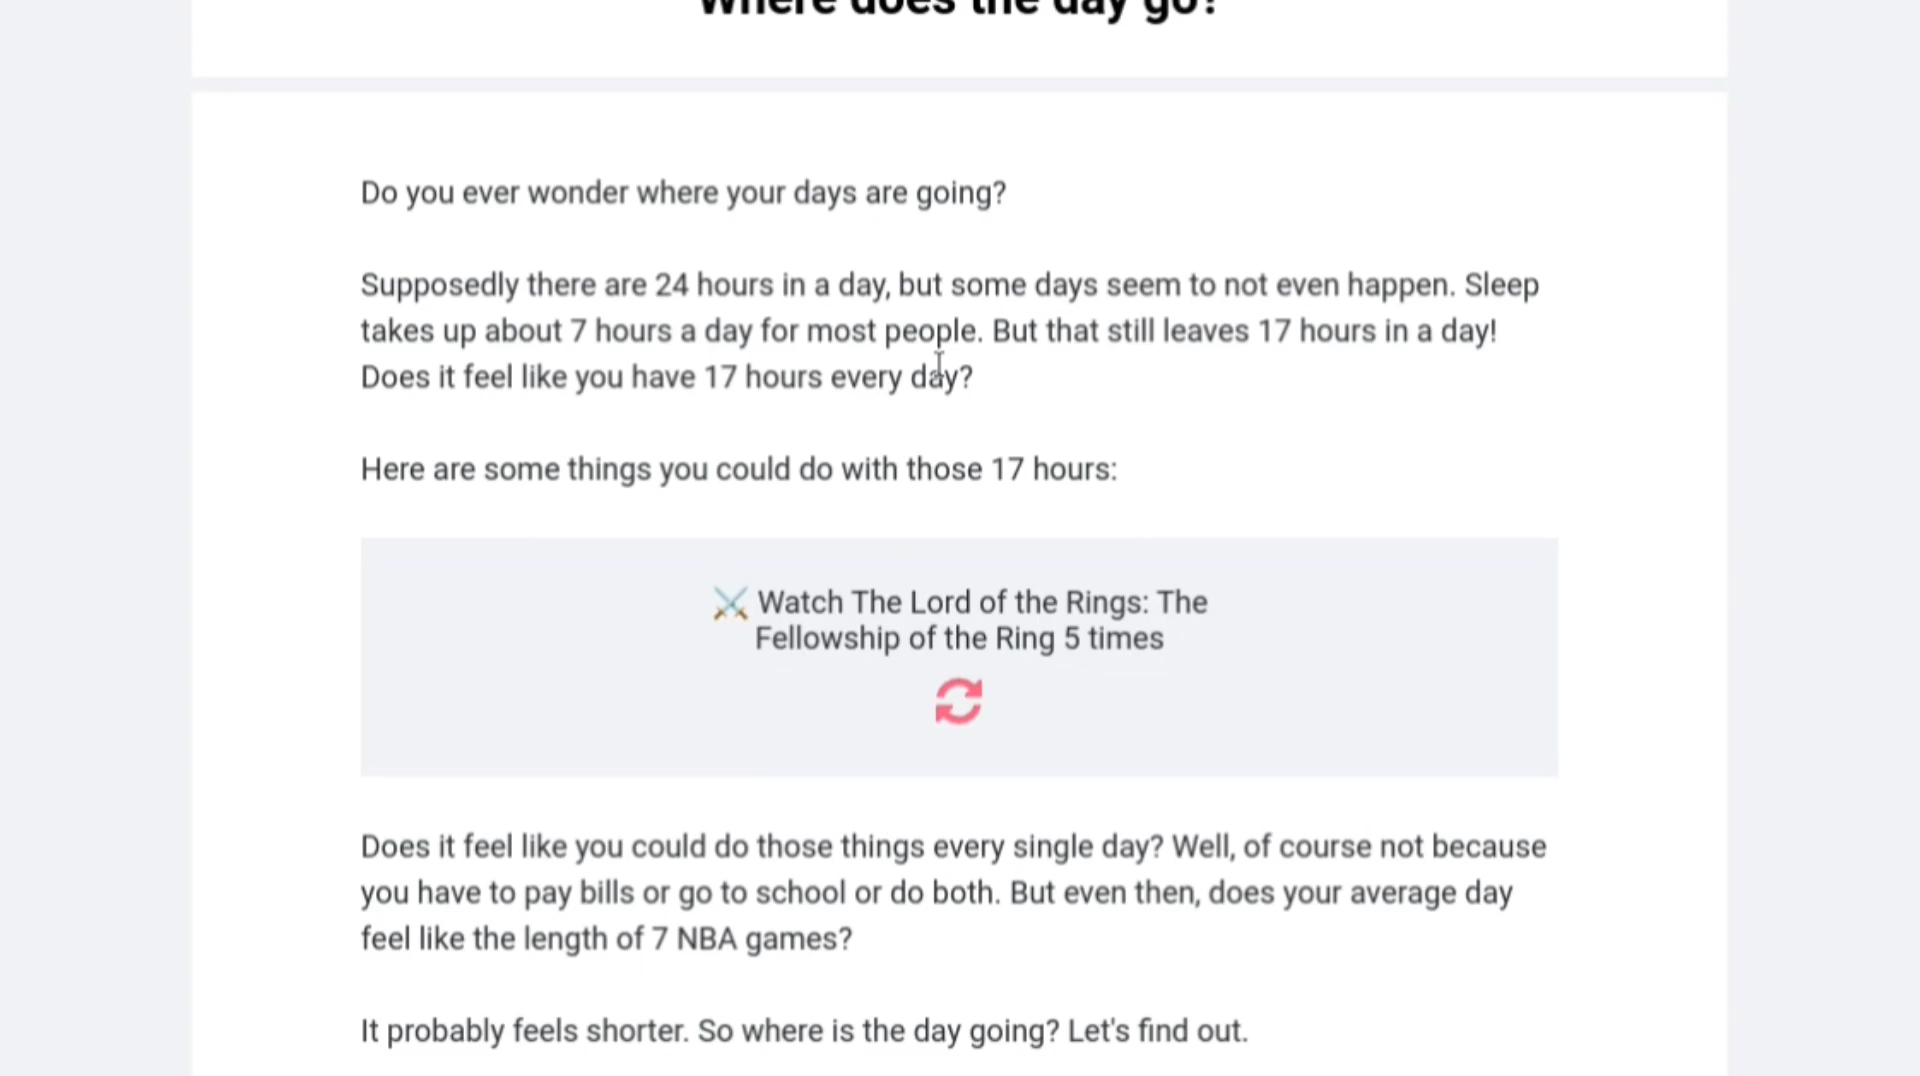 Where does the day go?
Do you ever wonder where your days are going?
Supposedly there are 24 hours in a day, but some days seem to not even happen. Sleep
takes up about 7 hours a day for most people. But that still leaves 17 hours in a day!
Does it feel like you have 17 hours every day?
Here are some things you could do with those 17 hours:
⚔️ Watch The Lord of the Rings: The
Fellowship of the Ring 5 times
Does it feel like you could do those things every single day? Well, of course not because
you have to pay bills or go to school or do both. But even then, does your average day
feel like the length of 7 NBA games?
It probably feels shorter. So where is the day going? Let's find out.